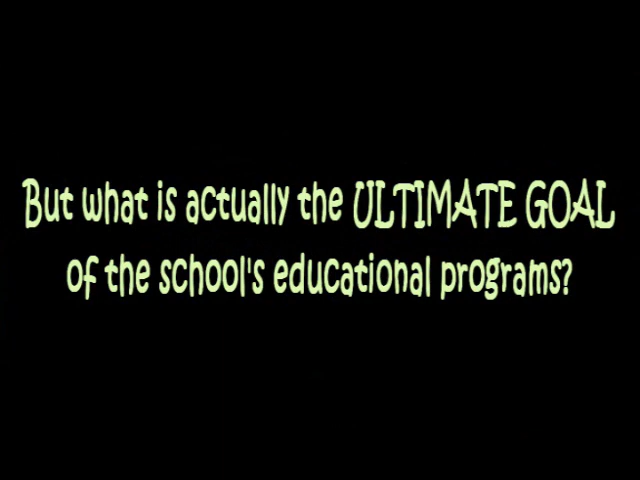 But what is actually the ULTIMATE GOAL
of the school's educational programs?